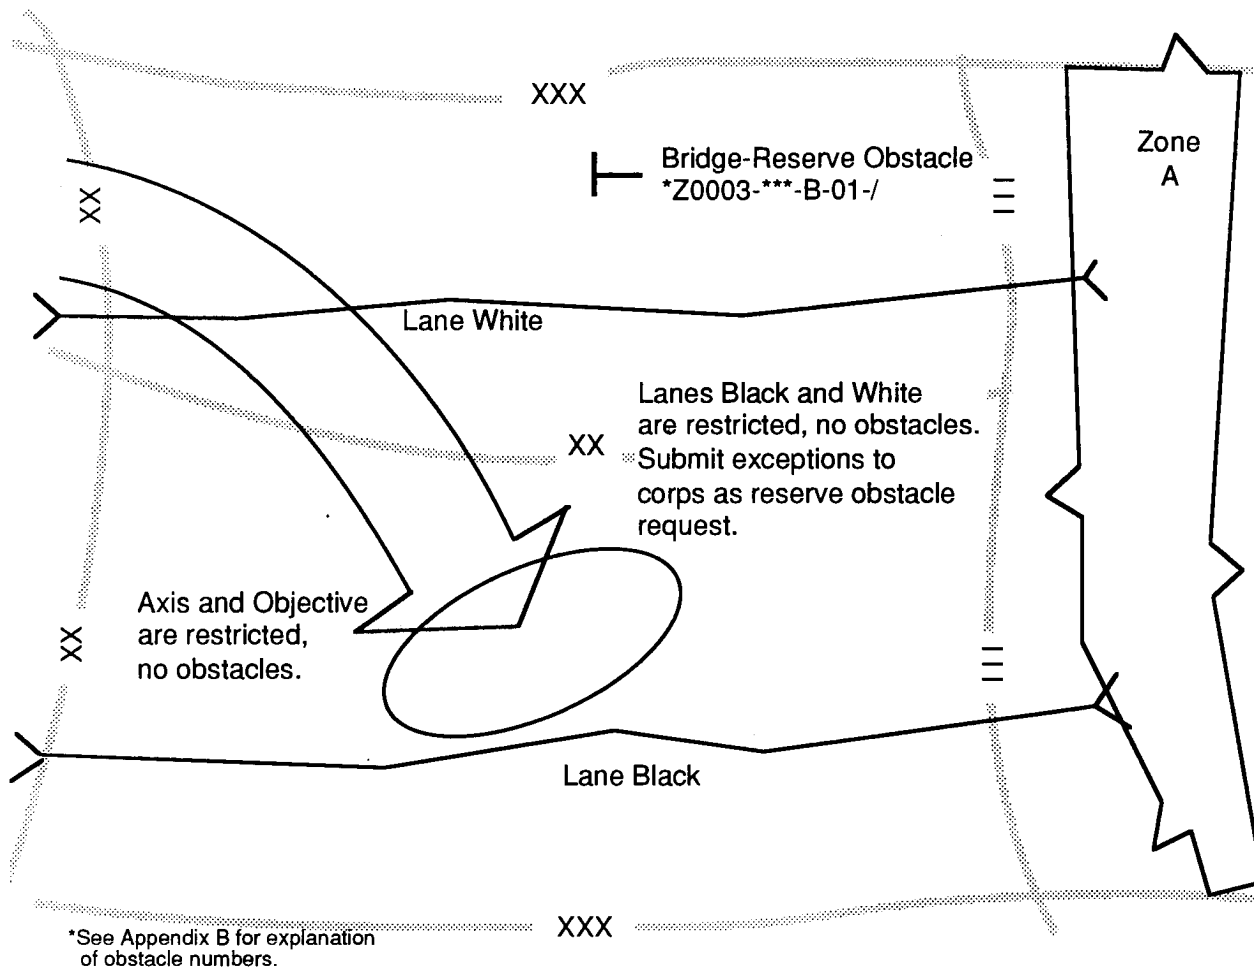 XXX
Bridge-Reserve Obstacle
*Z0003-***-B-01-/
Zone
A
XX
III
Lane White
Lanes Black and White
are restricted, no obstacles.
Submit exceptions to
corps as reserve obstacle
request.
XX
Axis and Objective
are restricted,
no obstacles.
XX
III
Lane Black
XXX
*See Appendix B for explanation
of obstacle numbers.